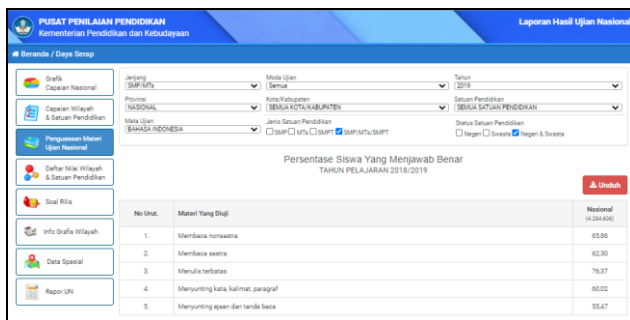 PUSAT PENILAIAN PENDIDIKAN
Kementerian Pendidikan dan Kebudayaan
Laporan Hasil Ujian Nasional
Beranda / Daya Serap
Grafik
Capaian Nasional
Capaian Wilayah
& Satuan Pendidikan
Penguasaan Materi
Ujian Nasional
Daftar Nilai Wilayah
& Satuan Pendidikan
Soal Rilis
Info Grafis Wilayah
Data Spasial
Rapor UN
Jenjang
SMP/MTs
Moda Ujian
Semua
Tahun
2019
Provinsi
NASIONAL
Kota/Kabupaten
SEMUA KOTA/KABUPATEN
Satuan Pendidikan
SEMUA SATUAN PENDIDIKAN
Mata Ujian
BAHASA INDONESIA
Jenis Satuan Pendidikan
SMP MTs SMPT SMP/MTs/SMPT
Status Satuan Pendidikan
Negeri Swasta Negeri & Swasta
Persentase Siswa Yang Menjawab Benar
TAHUN PELAJARAN 2018/2019
Unduh
No Urut. Materi Yang Diuji Nasional
(4.234.606)
1. Membaca nonsastra 65,86
2. Membaca sastra 62,30
3. Menulis terbatas 76,37
4. Menyunting kata, kalimat, paragraf 60,02
5. Menyunting ejaan dan tanda baca 55,47